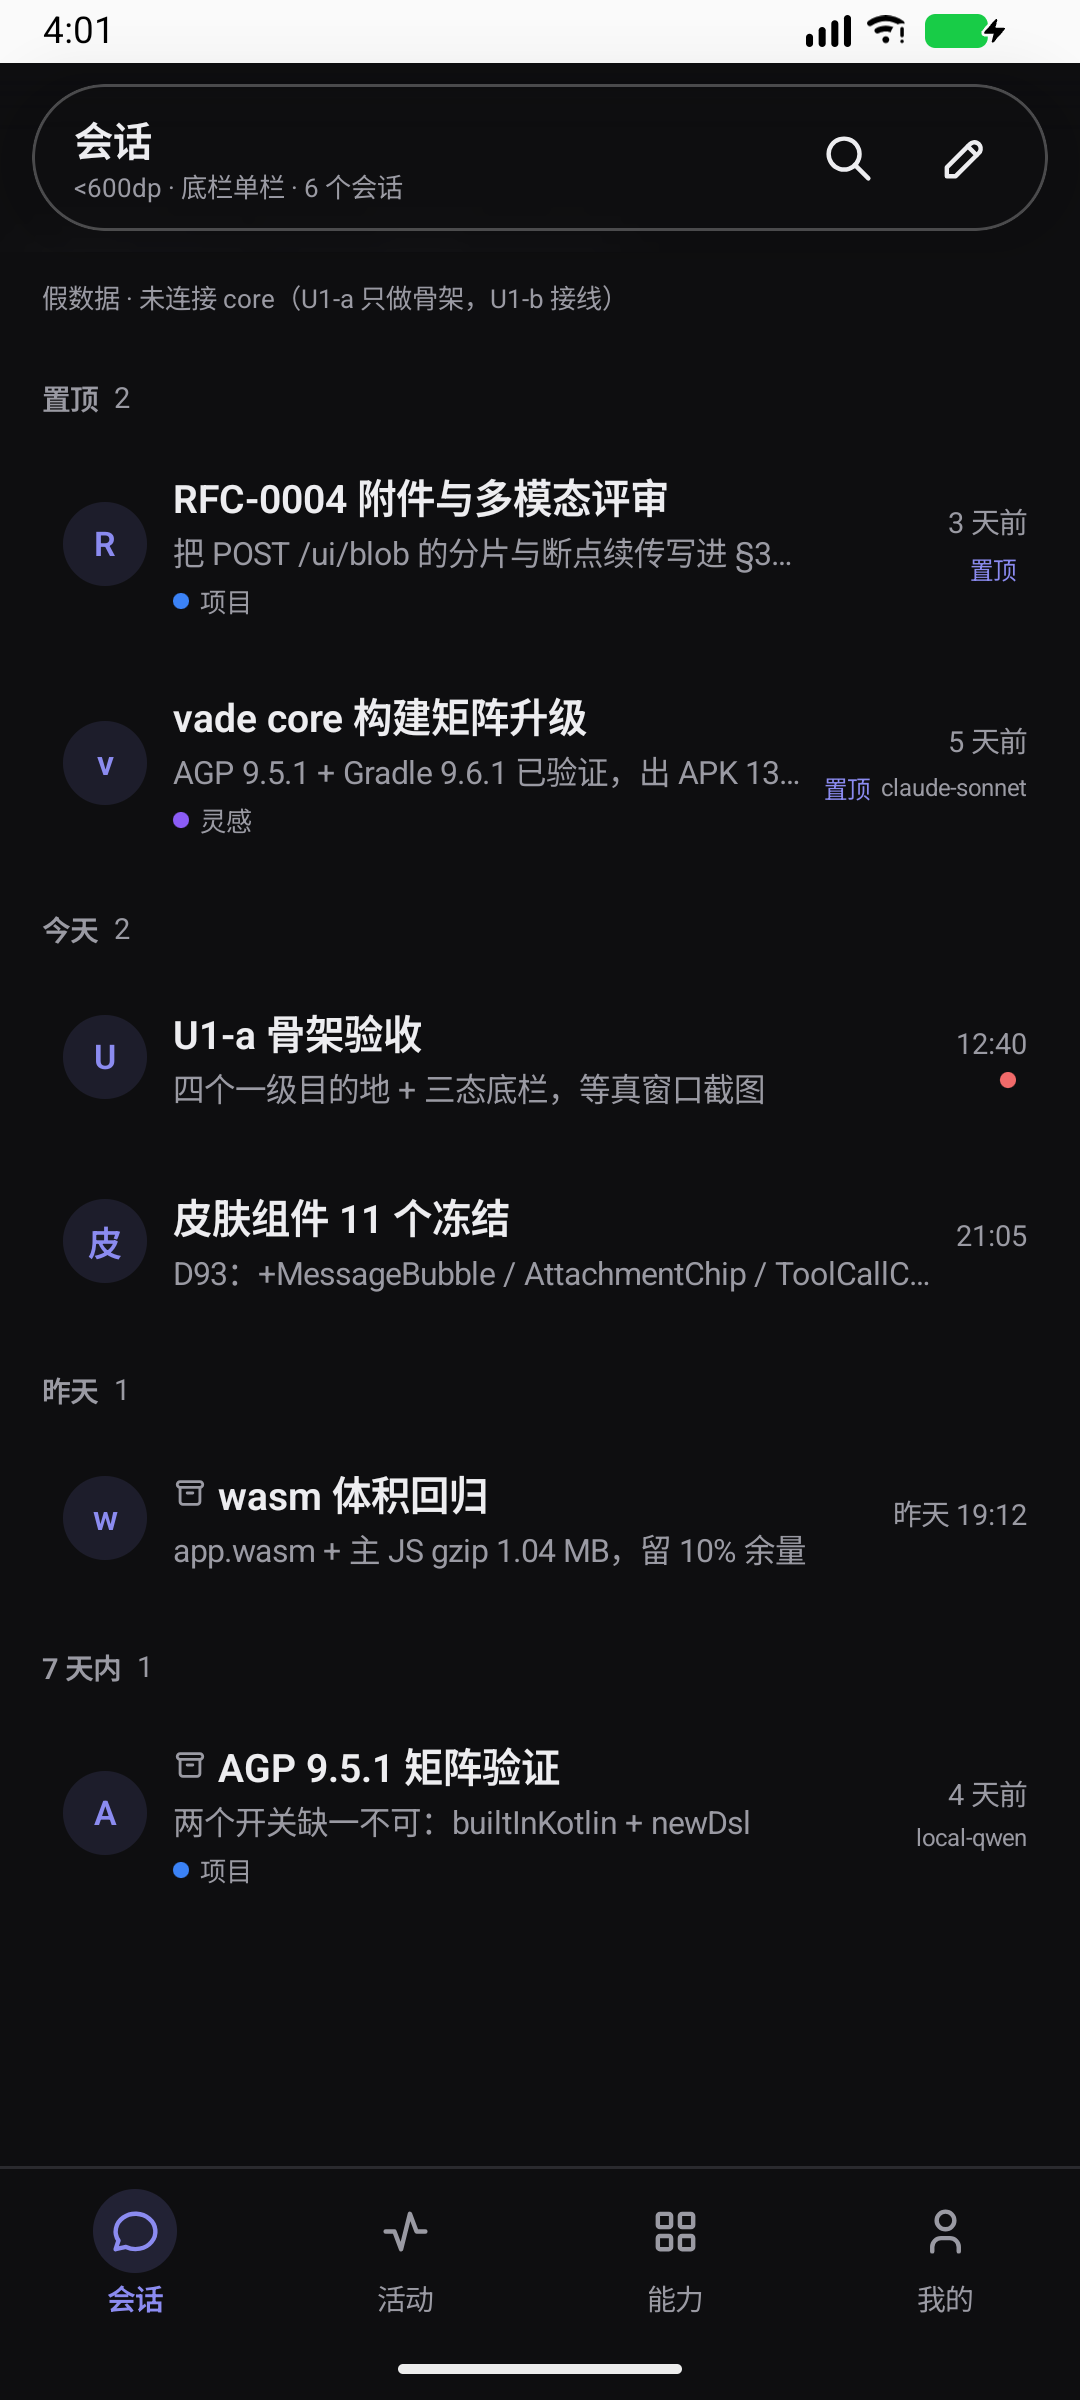 4:01
会话
<600dp · 底栏单栏 · 6 个会话
假数据 · 未连接 core（U1-a 只做骨架，U1-b 接线）
置顶 2
R
RFC-0004 附件与多模态评审
把 POST /ui/blob 的分片与断点续传写进 §3...
项目
3 天前
置顶
v
vade core 构建矩阵升级
AGP 9.5.1 + Gradle 9.6.1 已验证，出 APK 13...
灵感
5 天前
置顶 claude-sonnet
今天 2
U
U1-a 骨架验收
四个一级目的地 + 三态底栏，等真窗口截图
12:40
皮
皮肤组件 11 个冻结
D93：+MessageBubble / AttachmentChip / ToolCallC...
21:05
昨天 1
w
wasm 体积回归
app.wasm + 主 JS gzip 1.04 MB，留 10% 余量
昨天 19:12
7 天内 1
A
AGP 9.5.1 矩阵验证
两个开关缺一不可：builtInKotlin + newDsl
项目
4 天前
local-qwen
会话
活动
能力
我的